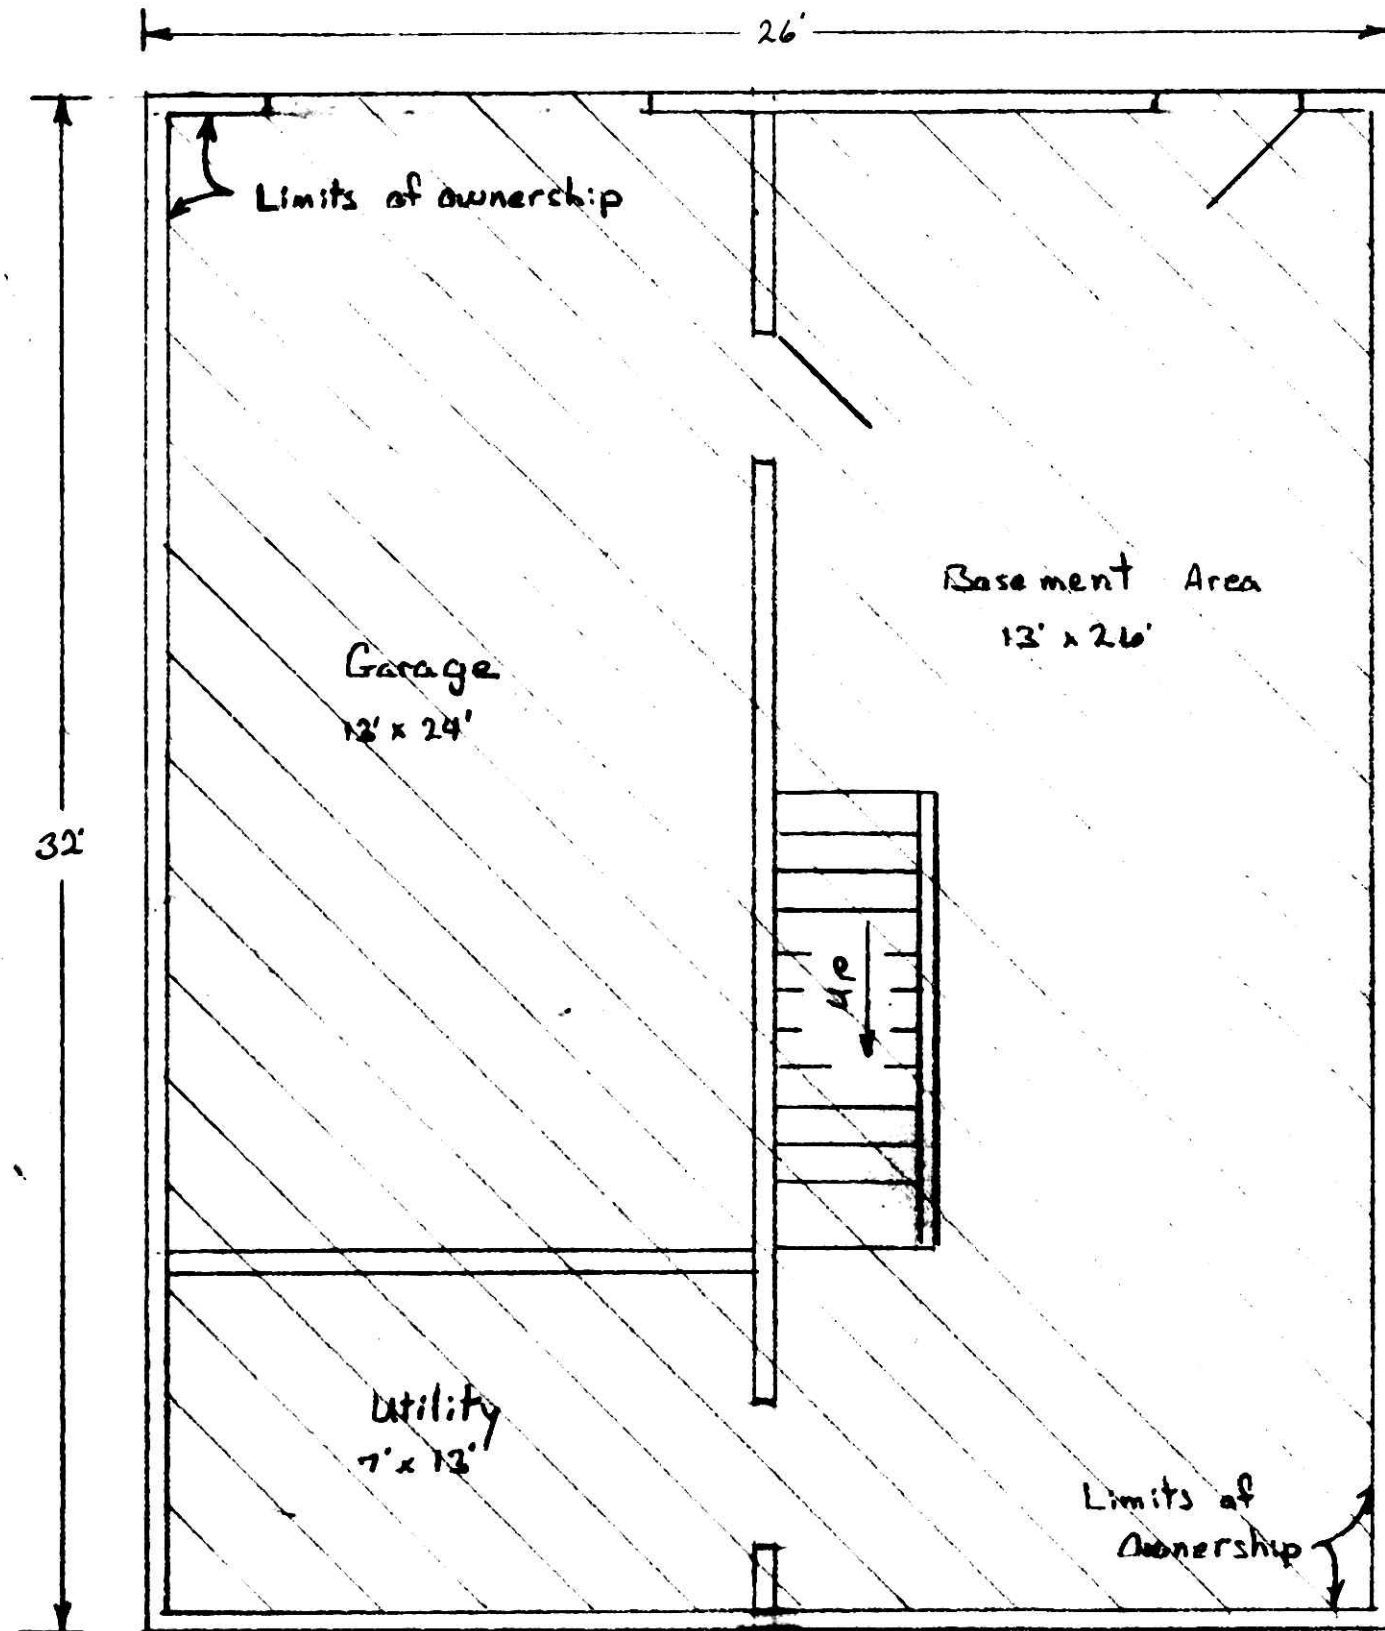 26'
Limits of ownership
Basement Area
13' x 26'
Garage
13' x 24'
32'
up
Utility
7' x 13'
Limits of
Ownership